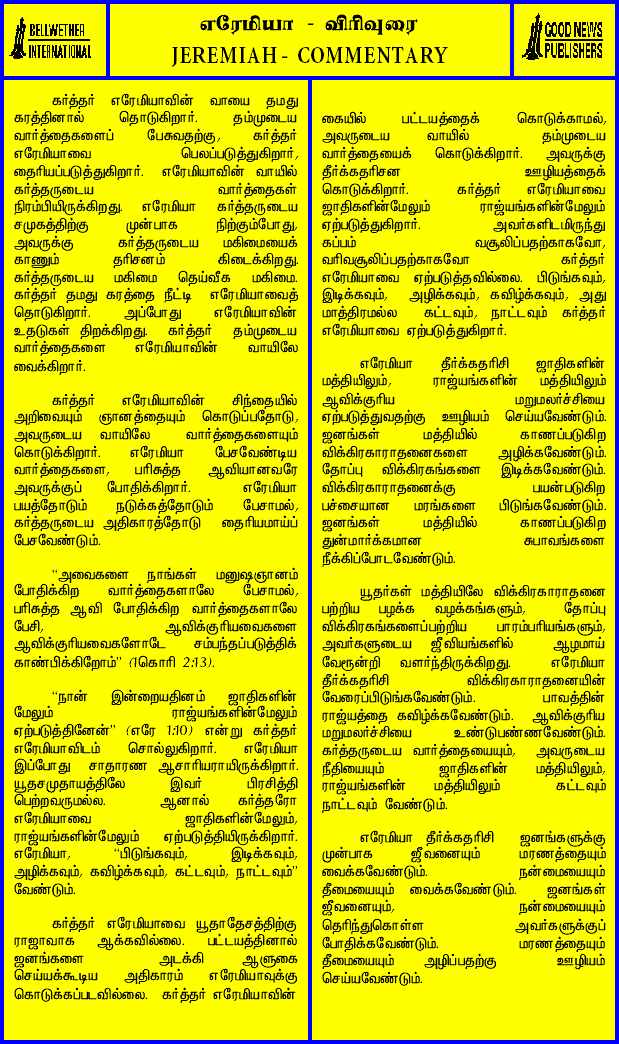 BELLWETHER
INTERNATIONAL
எரேமியா - விரிவுரை
JEREMIAH - COMMENTARY
GOOD NEWS
PUBLISHERS
கர்த்தர் எரேமியாவின் வாயை தமது
கரத்தினால் தொடுகிறார். தம்முடைய
வார்த்தைகளைப் பேசுவதற்கு, கர்த்தர்
எரேமியாவை பெலப்படுத்துகிறார்,
தைரியப்படுத்துகிறார். எரேமியாவின் வாயில்
கர்த்தருடைய வார்த்தைகள்
நிரம்பியிருக்கிறது. எரேமியா கர்த்தருடைய
சமுகத்திற்கு முன்பாக நிற்கும்போது,
அவருக்கு கர்த்தருடைய மகிமையைக்
காணும் தரிசனம் கிடைக்கிறது.
கர்த்தருடைய மகிமை தெய்வீக மகிமை.
கர்த்தர் தமது கரத்தை நீட்டி எரேமியாவைத்
தொடுகிறார். அப்போது எரேமியாவின்
உதடுகள் திறக்கிறது. கர்த்தர் தம்முடைய
வார்த்தைகளை எரேமியாவின் வாயிலே
வைக்கிறார்.
கர்த்தர் எரேமியாவின் சிந்தையில்
அறிவையும் ஞானத்தையும் கொடுப்பதோடு,
அவருடைய வாயிலே வார்த்தைகளையும்
கொடுக்கிறார். எரேமியா பேசவேண்டிய
வார்த்தைகளை, பரிசுத்த ஆவியானவரே
அவருக்குப் போதிக்கிறார். எரேமியா
பயத்தோடும் நடுக்கத்தோடும் பேசாமல்,
கர்த்தருடைய அதிகாரத்தோடு தைரியமாய்ப்
பேசவேண்டும்.
"அவைகளை நாங்கள் மனுஷஞானம்
போதிக்கிற வார்த்தைகளாலே பேசாமல்,
பரிசுத்த ஆவி போதிக்கிற வார்த்தைகளாலே
பேசி, ஆவிக்குரியவைகளை
ஆவிக்குரியவைகளோடே சம்பந்தப்படுத்திக்
காண்பிக்கிறோம்" (1கொரி 2:13).
"நான் இன்றையதினம் ஜாதிகளின்
மேலும் ராஜ்யங்களின்மேலும்
ஏற்படுத்தினேன்" (எரே 1:10) என்று கர்த்தர்
எரேமியாவிடம் சொல்லுகிறார். எரேமியா
இப்போது சாதாரண ஆசாரியராயிருக்கிறார்.
யூதசமுதாயத்திலே இவர் பிரசித்தி
பெற்றவருமல்ல. ஆனால் கர்த்தரோ
எரேமியாவை ஜாதிகளின்மேலும்,
ராஜ்யங்களின்மேலும் ஏற்படுத்தியிருக்கிறார்.
எரேமியா, "பிடுங்கவும், இடிக்கவும்,
அழிக்கவும், கவிழ்க்கவும், கட்டவும், நாட்டவும்"
வேண்டும்.
கர்த்தர் எரேமியாவை யூதாதேசத்திற்கு
ராஜாவாக ஆக்கவில்லை. பட்டயத்தினால்
ஜனங்களை அடக்கி ஆளுகை
செய்யக்கூடிய அதிகாரம் எரேமியாவுக்கு
கொடுக்கப்படவில்லை. கர்த்தர் எரேமியாவின்
கையில் பட்டயத்தைக் கொடுக்காமல்,
அவருடைய வாயில் தம்முடைய
வார்த்தையைக் கொடுக்கிறார். அவருக்கு
தீர்க்கதரிசன ஊழியத்தைக்
கொடுக்கிறார். கர்த்தர் எரேமியாவை
ஜாதிகளின்மேலும் ராஜ்யங்களின்மேலும்
ஏற்படுத்துகிறார். அவர்களிடமிருந்து
கப்பம் வசூலிப்பதற்காகவோ,
வரிவசூலிப்பதற்காகவோ கர்த்தர்
எரேமியாவை ஏற்படுத்தவில்லை. பிடுங்கவும்,
இடிக்கவும், அழிக்கவும், கவிழ்க்கவும், அது
மாத்திரமல்ல கட்டவும், நாட்டவும் கர்த்தர்
எரேமியாவை ஏற்படுத்துகிறார்.
எரேமியா தீர்க்கதரிசி ஜாதிகளின்
மத்தியிலும், ராஜ்யங்களின் மத்தியிலும்
ஆவிக்குரிய மறுமலர்ச்சியை
ஏற்படுத்துவதற்கு ஊழியம் செய்யவேண்டும்.
ஜனங்கள் மத்தியில் காணப்படுகிற
விக்கிரகாராதனைகளை அழிக்கவேண்டும்.
தோப்பு விக்கிரகங்களை இடிக்கவேண்டும்.
விக்கிரகாராதனைக்கு பயன்படுகிற
பச்சையான மரங்களை பிடுங்கவேண்டும்.
ஜனங்கள் மத்தியில் காணப்படுகிற
துன்மார்க்கமான சுபாவங்களை
நீக்கிப்போடவேண்டும்.
யூதர்கள் மத்தியிலே விக்கிரகாராதனை
பற்றிய பழக்க வழக்கங்களும், தோப்பு
விக்கிரகங்களைப்பற்றிய பாரம்பரியங்களும்,
அவர்களுடைய ஜீவியங்களில் ஆழமாய்
வேரூன்றி வளர்ந்திருக்கிறது. எரேமியா
தீர்க்கதரிசி விக்கிரகாராதனையின்
வேரைப்பிடுங்கவேண்டும். பாவத்தின்
ராஜ்யத்தை கவிழ்க்கவேண்டும். ஆவிக்குரிய
மறுமலர்ச்சியை உண்டுபண்ணவேண்டும்.
கர்த்தருடைய வார்த்தையையும், அவருடைய
நீதியையும் ஜாதிகளின் மத்தியிலும்,
ராஜ்யங்களின் மத்தியிலும் கட்டவும்
நாட்டவும் வேண்டும்.
எரேமியா தீர்க்கதரிசி ஜனங்களுக்கு
முன்பாக ஜீவனையும் மரணத்தையும்
வைக்கவேண்டும். நன்மையையும்
தீமையையும் வைக்கவேண்டும். ஜனங்கள்
ஜீவனையும், நன்மையையும்
தெரிந்துகொள்ள அவர்களுக்குப்
போதிக்கவேண்டும். மரணத்தையும்
தீமையையும் அழிப்பதற்கு ஊழியம்
செய்யவேண்டும்.